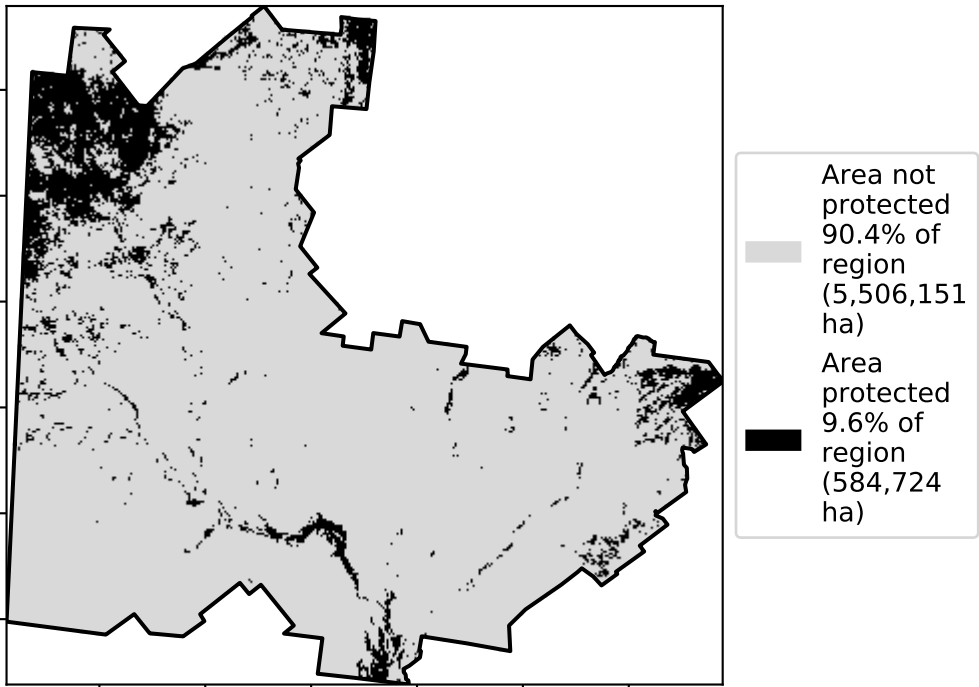 Area not
protected
90.4% of
region
(5,506,151
ha)
Area
protected
9.6% of
region
(584,724
ha)